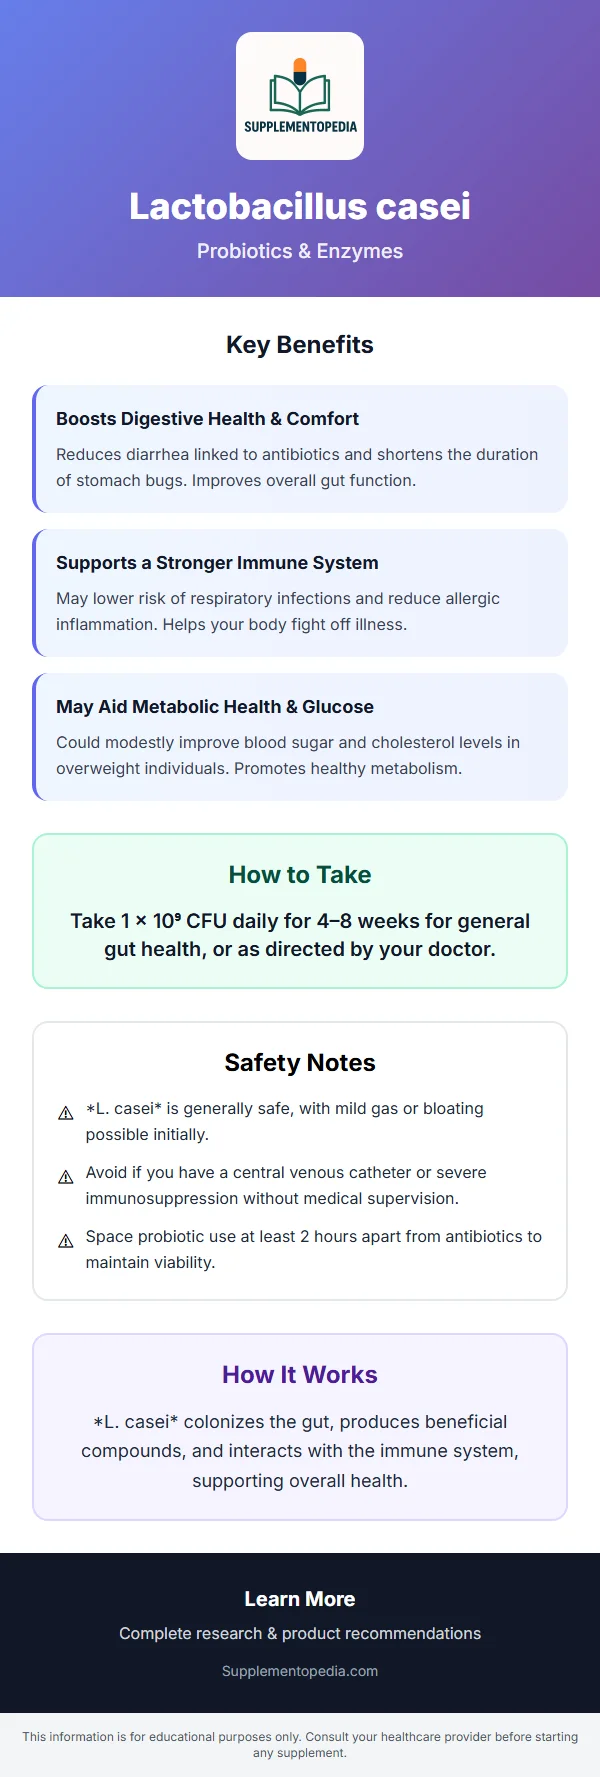 SUPPLEMENTOPEDIA
Lactobacillus casei
Probiotics & Enzymes
Key Benefits
Boosts Digestive Health & Comfort
Reduces diarrhea linked to antibiotics and shortens the duration
of stomach bugs. Improves overall gut function.
Supports a Stronger Immune System
May lower risk of respiratory infections and reduce allergic
inflammation. Helps your body fight off illness.
May Aid Metabolic Health & Glucose
Could modestly improve blood sugar and cholesterol levels in
overweight individuals. Promotes healthy metabolism.
How to Take
Take 1 × 10⁹ CFU daily for 4–8 weeks for general
gut health, or as directed by your doctor.
Safety Notes
⚠ *L. casei* is generally safe, with mild gas or bloating
possible initially.
⚠ Avoid if you have a central venous catheter or severe
immunosuppression without medical supervision.
⚠ Space probiotic use at least 2 hours apart from antibiotics to
maintain viability.
How It Works
*L. casei* colonizes the gut, produces beneficial
compounds, and interacts with the immune system,
supporting overall health.
Learn More
Complete research & product recommendations
Supplementopedia.com
This information is for educational purposes only. Consult your healthcare provider before starting
any supplement.